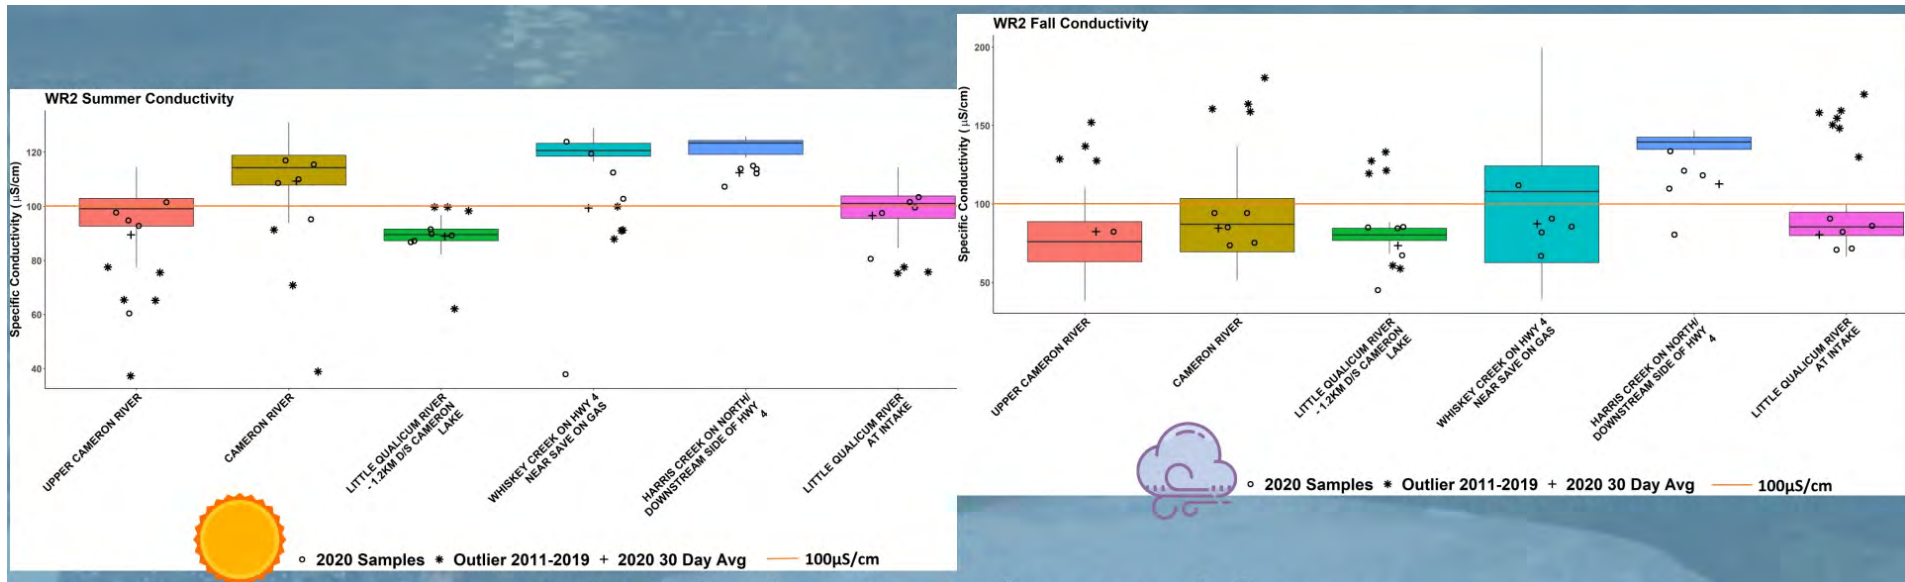 WR2 Summer Conductivity
Specific Conductivity ( µS/cm)
120
100
80
60
40
UPPER CAMERON RIVER
CAMERON RIVER
LITTLE QUALICUM RIVER
- 1.2KM D/S CAMERON
LAKE
WHISKEY CREEK ON HWY 4
NEAR SAVE ON GAS
HARRIS CREEK ON NORTH/
DOWNSTREAM SIDE OF HWY
4
LITTLE QUALICUM RIVER
AT INTAKE
2020 Samples
Outlier 2011-2019
2020 30 Day Avg
100µS/cm
WR2 Fall Conductivity
Specific Conductivity ( µS/cm)
200
150
100
50
UPPER CAMERON RIVER
CAMERON RIVER
LITTLE QUALICUM RIVER
- 1.2KM D/S CAMERON
LAKE
WHISKEY CREEK ON HWY 4
NEAR SAVE ON GAS
HARRIS CREEK ON NORTH/
DOWNSTREAM SIDE OF HWY
4
LITTLE QUALICUM RIVER
AT INTAKE
2020 Samples
Outlier 2011-2019
2020 30 Day Avg
100µS/cm